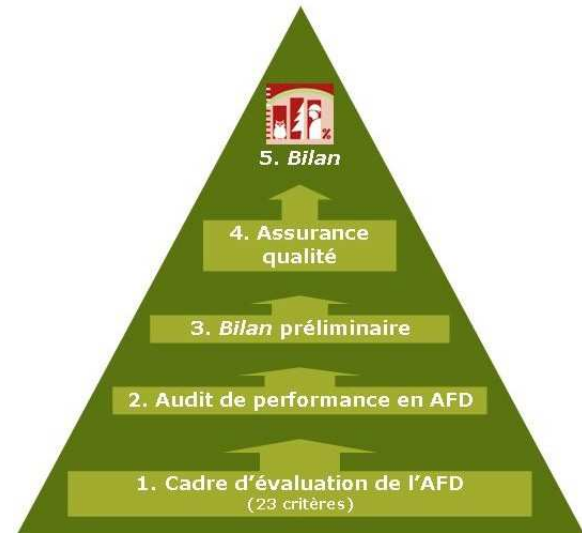 %
5. Bilan
4. Assurance
qualité
3. Bilan préliminaire
2. Audit de performance en AFD
1. Cadre d'évaluation de l'AFD
(23 critères)